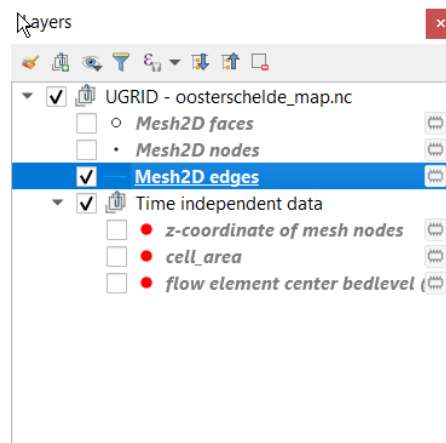 Layers
UGRID - oosterschelde_map.nc
Mesh2D faces
Mesh2D nodes
Mesh2D edges
Time independent data
z-coordinate of mesh nodes
cell_area
flow element center bedlevel (